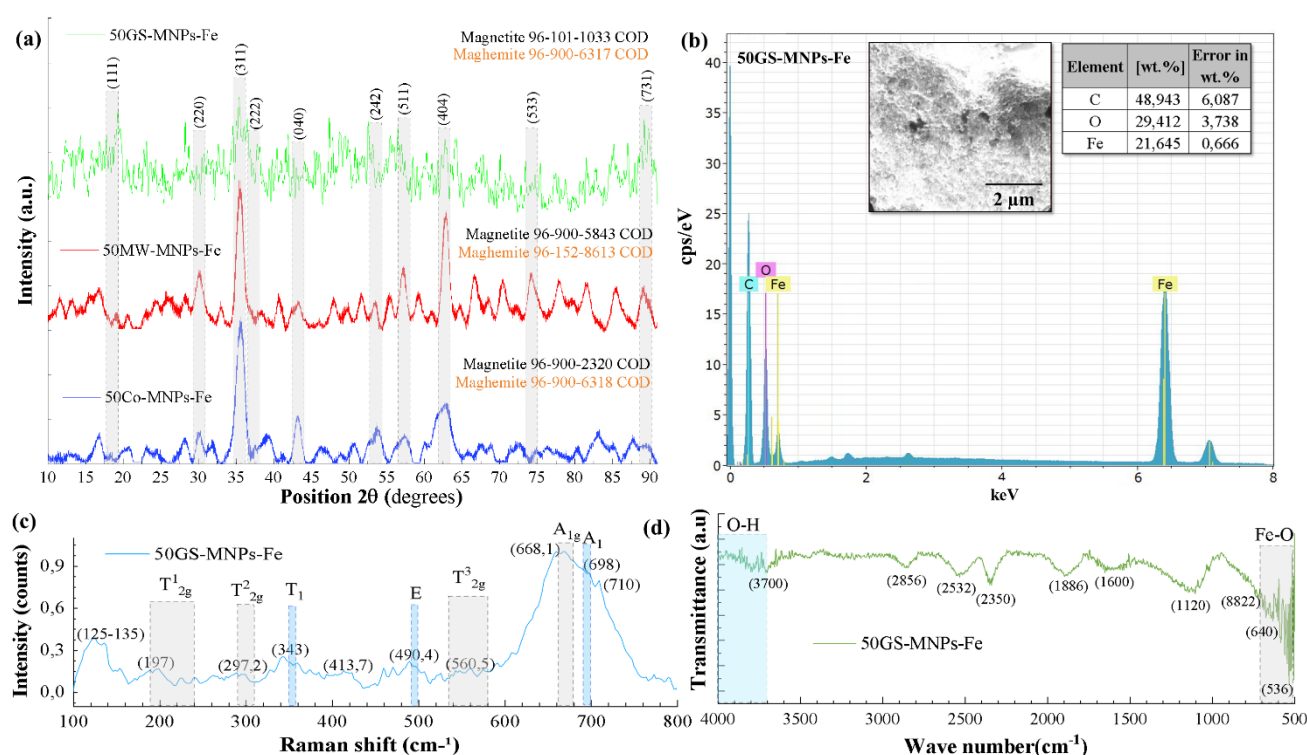 (a)
50GS-MNPs-Fe
Magnetite 96-101-1033 COD
Maghemite 96-900-6317 COD
(111)
(220)
(311)
(222)
(040)
(242)
(511)
(404)
(533)
(731)
50MW-MNPs-Fe
Magnetite 96-900-5843 COD
Maghemite 96-152-8613 COD
50Co-MNPs-Fe
Magnetite 96-900-2320 COD
Maghemite 96-900-6318 COD
Intensity (a.u.)
10 15 20 25 30 35 40 45 50 55 60 65 70 75 80 85 90
Position 2θ (degrees)
(b)
50GS-MNPs-Fe
2 µm
Element [wt.%] Error in wt.%
C 48,943 6,087
O 29,412 3,738
Fe 21,645 0,666
cps/eV
40
35
30
25
20
15
10
5
0
C
O
Fe
Fe
0 2 4 6 8
keV
(c)
50GS-MNPs-Fe
T¹₂g
T²₂g
T₁
E
T³₂g
A₁g
A₁
(125-135)
(197)
(297,2)
(343)
(413,7)
(490,4)
(560,5)
(668,1)
(698)
(710)
Intensity (counts)
0,9
0,6
0,3
0,0
100 200 300 400 500 600 700 800
Raman shift (cm-¹)
(d)
O-H
Fe-O
(3700)
(2856)
(2532)
(2350)
(1886)
(1600)
(1120)
(8822)
(640)
(536)
50GS-MNPs-Fe
Transmittance (a.u)
4000 3500 3000 2500 2000 1500 1000 500
Wave number(cm⁻¹)